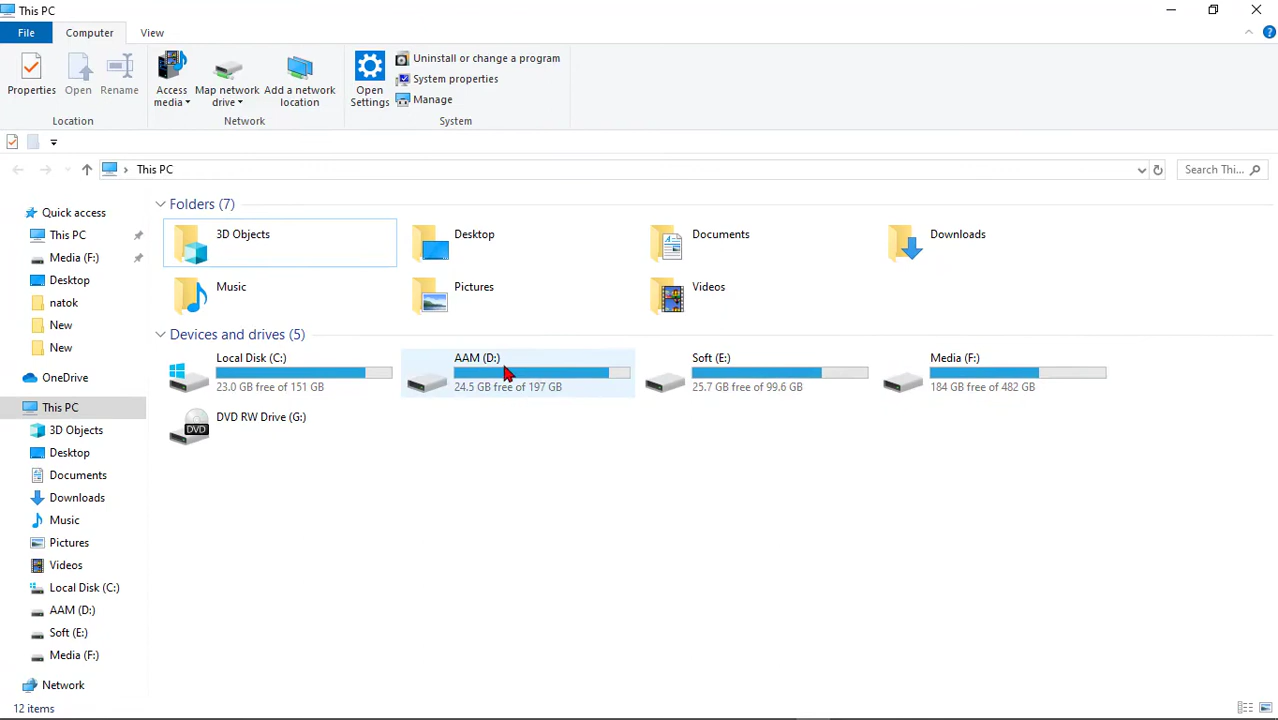 This PC
File Computer View
Properties Open Rename Access media Map network drive Add a network location Open Settings Uninstall or change a program
System properties
Manage
Location Network System
This PC Search Thi...
Quick access
This PC
Media (F:)
Desktop
natok
New
New
OneDrive
This PC
3D Objects
Desktop
Documents
Downloads
Music
Pictures
Videos
Local Disk (C:)
AAM (D:)
Soft (E:)
Media (F:)
Network
Folders (7)
3D Objects Desktop Documents Downloads
Music Pictures Videos
Devices and drives (5)
Local Disk (C:) AAM (D:) Soft (E:) Media (F:)
23.0 GB free of 151 GB 24.5 GB free of 197 GB 25.7 GB free of 99.6 GB 184 GB free of 482 GB
DVD RW Drive (G:)
DVD
12 items